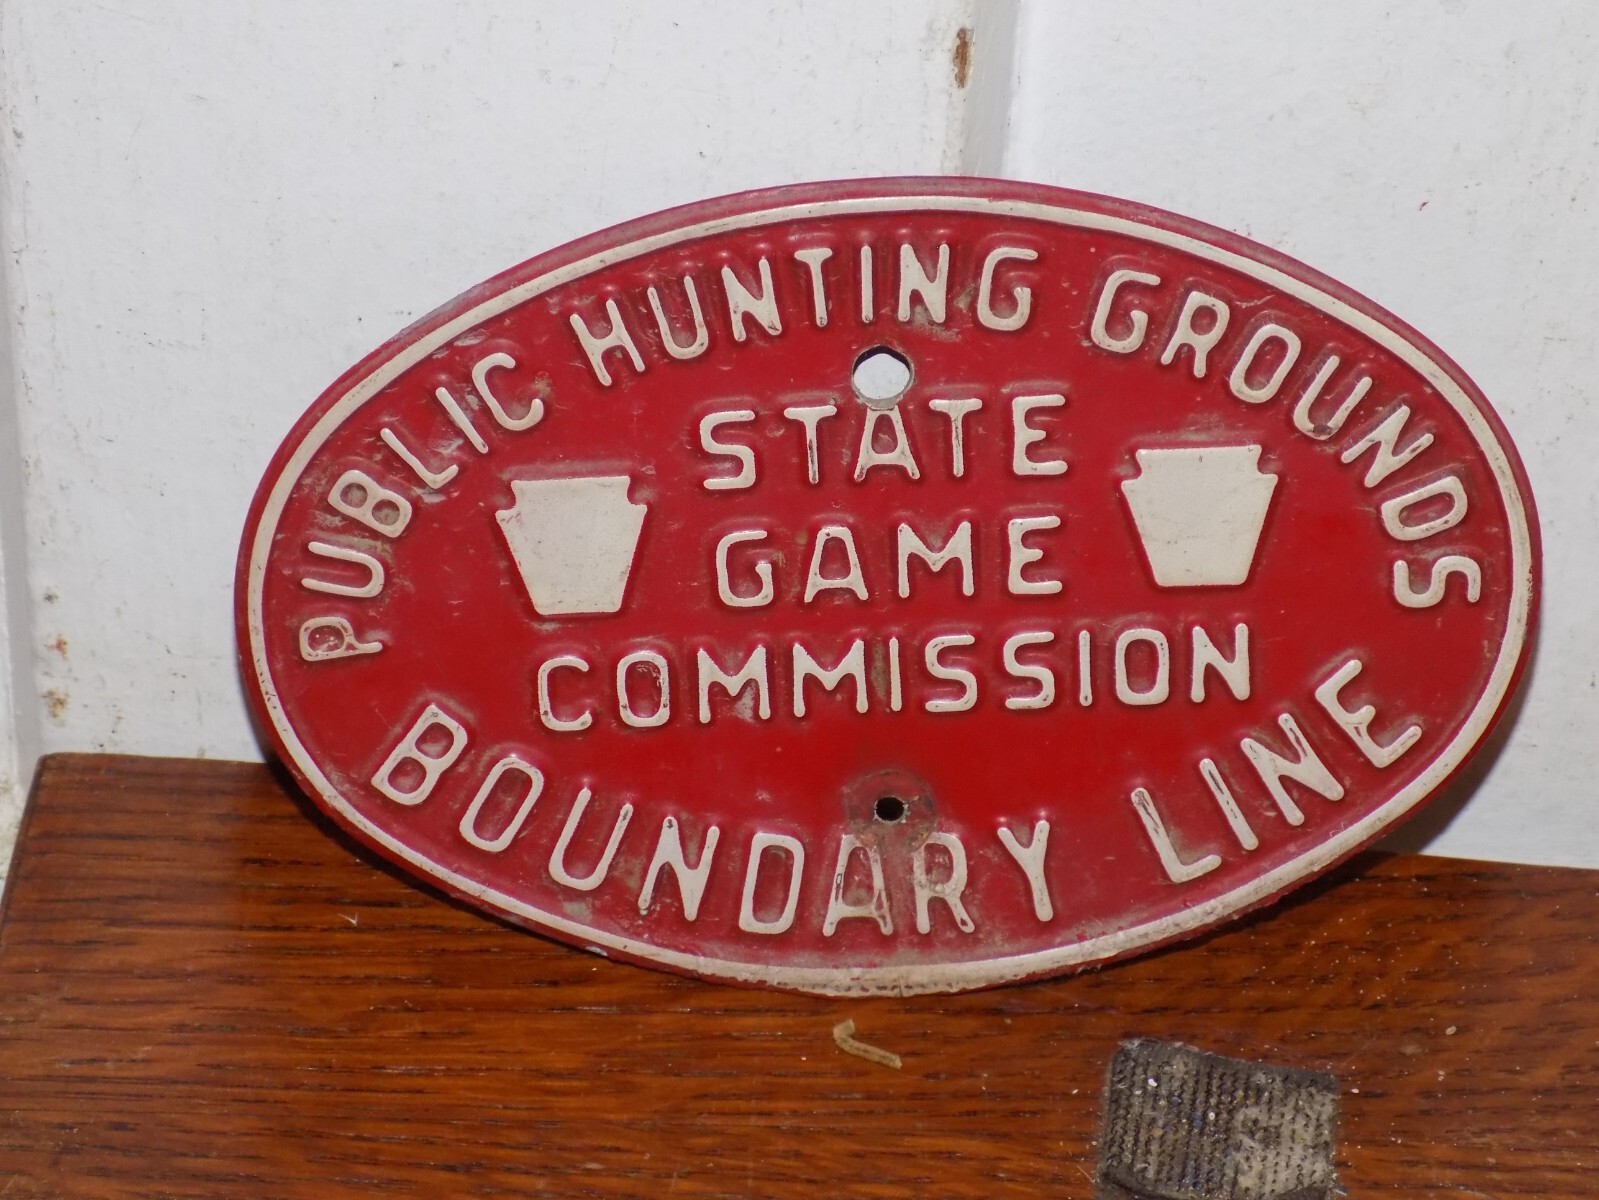 PUBLIC HUNTING GROUNDS
STATE
GAME
COMMISSION
BOUNDARY LINE